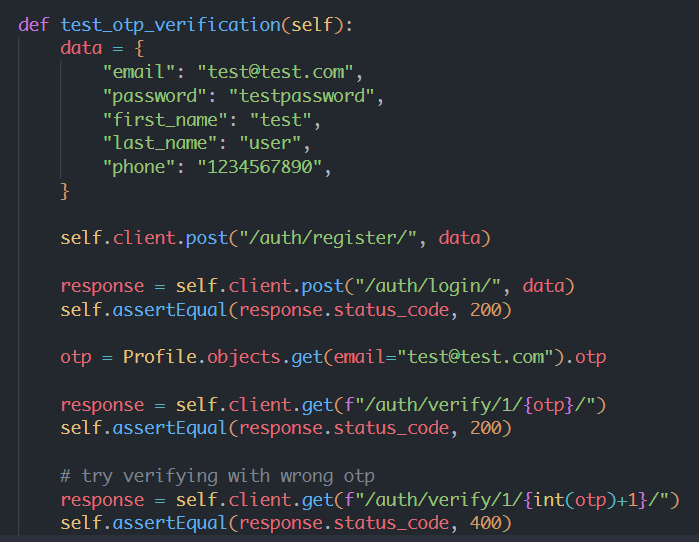 def test_otp_verification(self):
    data = {
        "email": "test@test.com",
        "password": "testpassword",
        "first_name": "test",
        "last_name": "user",
        "phone": "1234567890",
    }

    self.client.post("/auth/register/", data)

    response = self.client.post("/auth/login/", data)
    self.assertEqual(response.status_code, 200)

    otp = Profile.objects.get(email="test@test.com").otp

    response = self.client.get(f"/auth/verify/1/{otp}/")
    self.assertEqual(response.status_code, 200)

    # try verifying with wrong otp
    response = self.client.get(f"/auth/verify/1/{int(otp)+1}/")
    self.assertEqual(response.status_code, 400)